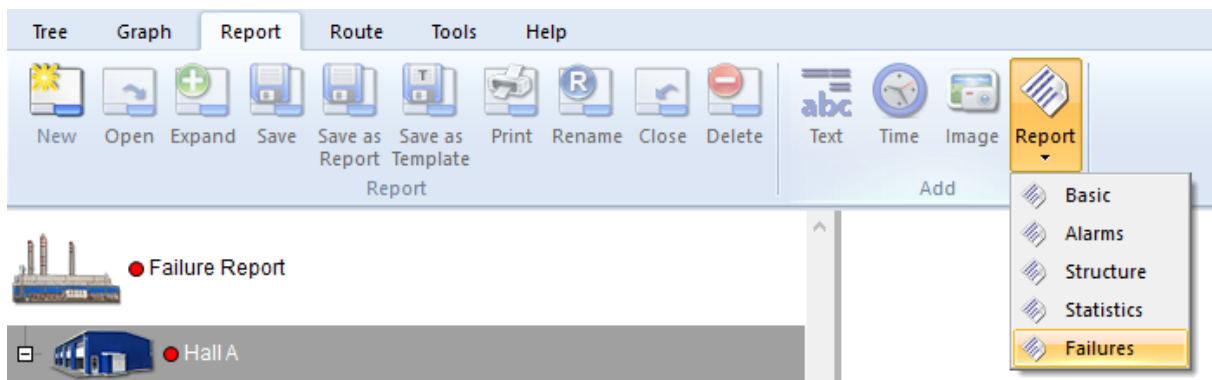 Tree Graph Report Route Tools Help
New Open Expand Save Save as Report Save as Template Print Rename Close Delete Text Time Image Report
Report Add
Basic
Alarms
Failure Report
Structure
Statistics
Hall A
Failures